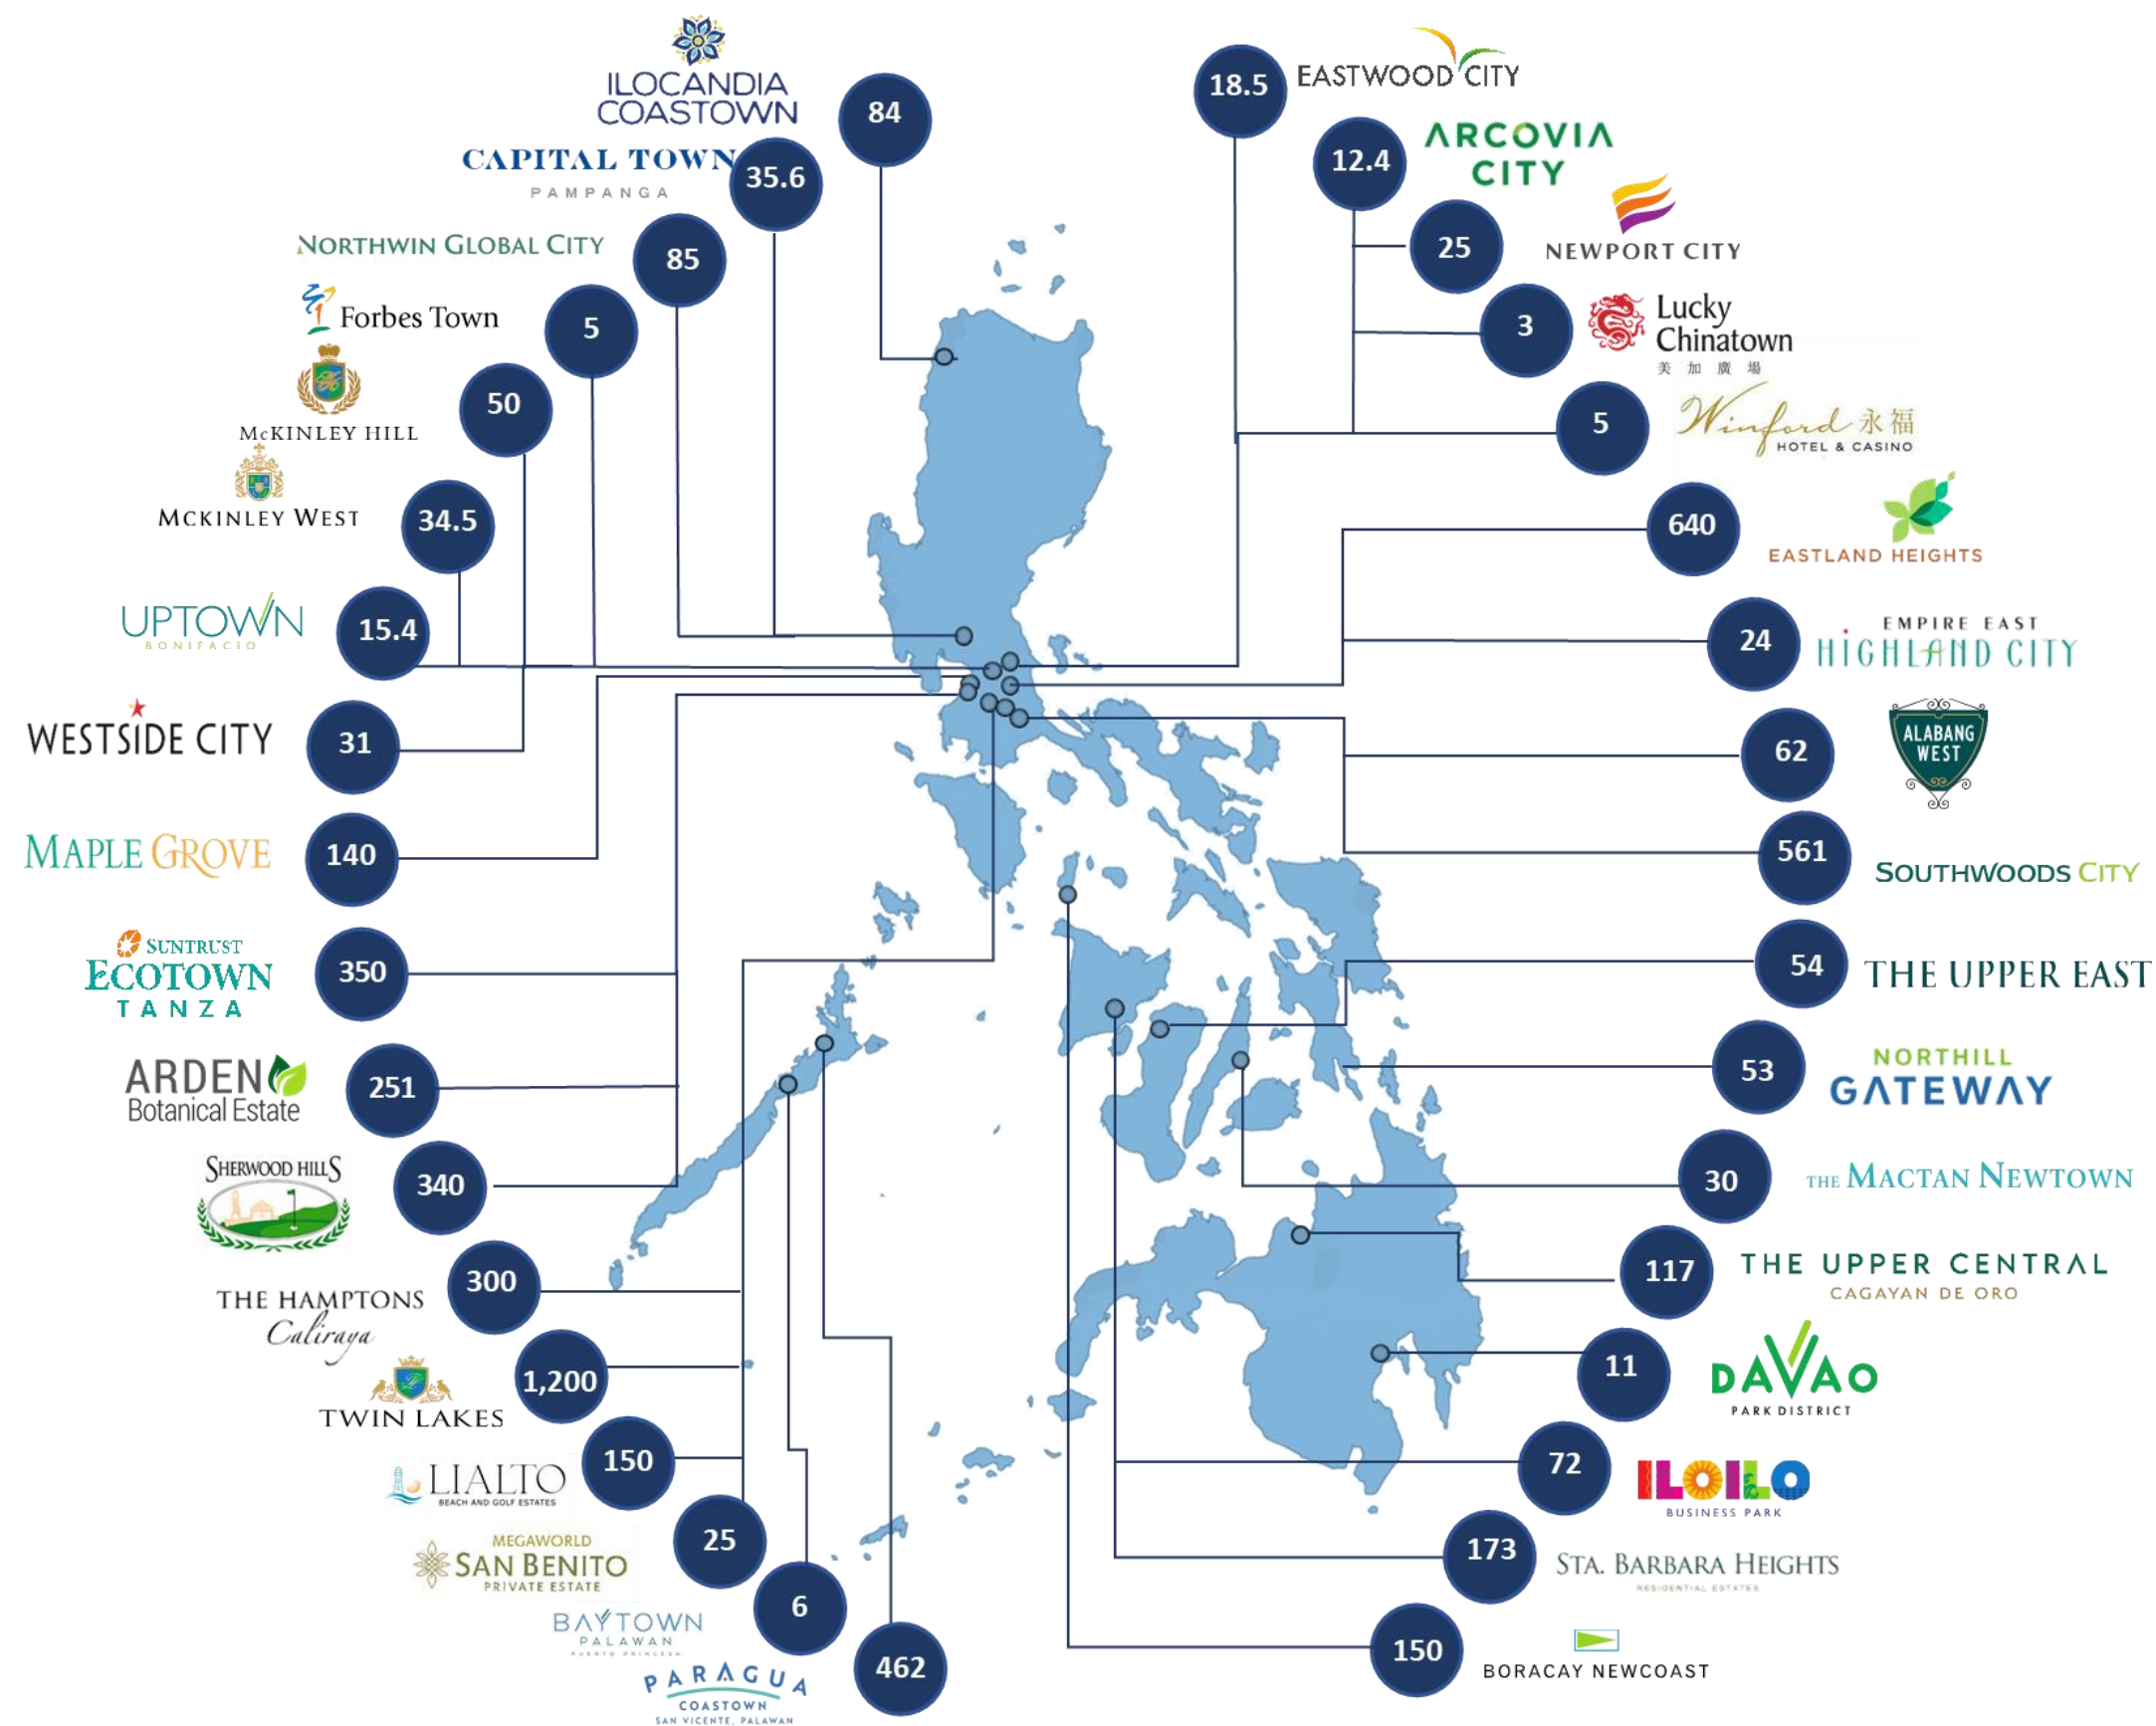 ILOCANDIA
COASTOWN
84
CAPITAL TOWN
PAMPANGA
35.6
NORTHWIN GLOBAL CITY
85
Forbes Town
5
McKINLEY HILL
50
MCKINLEY WEST
34.5
UPTOWN
BONIFACIO
15.4
WESTSIDE CITY
31
MAPLE GROVE
140
SUNTRUST
ECOTOWN
TANZA
350
ARDEN
Botanical Estate
251
SHERWOOD HILLS
340
THE HAMPTONS
Caliraya
300
TWIN LAKES
1,200
LIALTO
BEACH AND GOLF ESTATES
150
MEGAWORLD
SAN BENITO
PRIVATE ESTATE
25
BAYTOWN
PALAWAN
PUERTO PRINCESA
6
PARAGUA
COASTOWN
SAN VICENTE, PALAWAN
462
18.5
EASTWOOD CITY
12.4
ARCOVIA
CITY
25
NEWPORT CITY
3
Lucky
Chinatown
美加廣場
5
Winford 永福
HOTEL & CASINO
640
EASTLAND HEIGHTS
24
EMPIRE EAST
HIGHLAND CITY
62
ALABANG
WEST
561
SOUTHWOODS CITY
54
THE UPPER EAST
53
NORTHILL
GATEWAY
30
THE MACTAN NEWTOWN
117
THE UPPER CENTRAL
CAGAYAN DE ORO
11
DAVAO
PARK DISTRICT
72
ILOILO
BUSINESS PARK
173
STA. BARBARA HEIGHTS
RESIDENTIAL ESTATES
150
BORACAY NEWCOAST